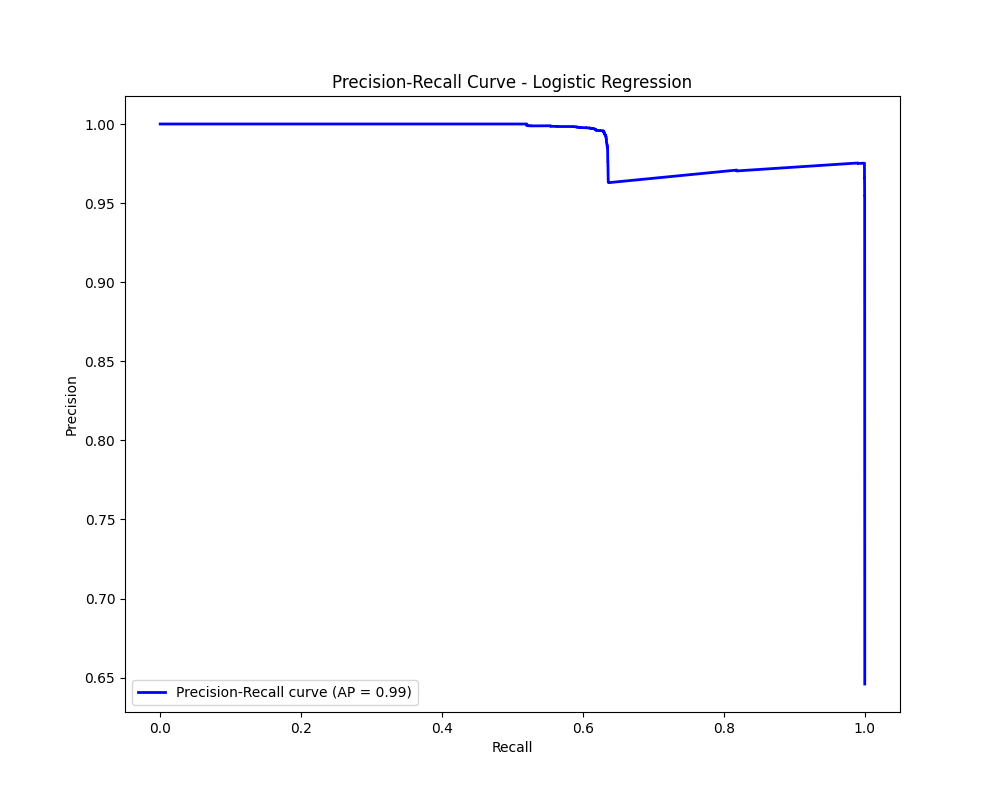 Precision-Recall Curve - Logistic Regression
1.00
0.95
0.90
0.85
0.80
0.75
0.70
0.65
Precision
Precision-Recall curve (AP = 0.99)
0.0 0.2 0.4 0.6 0.8 1.0
Recall